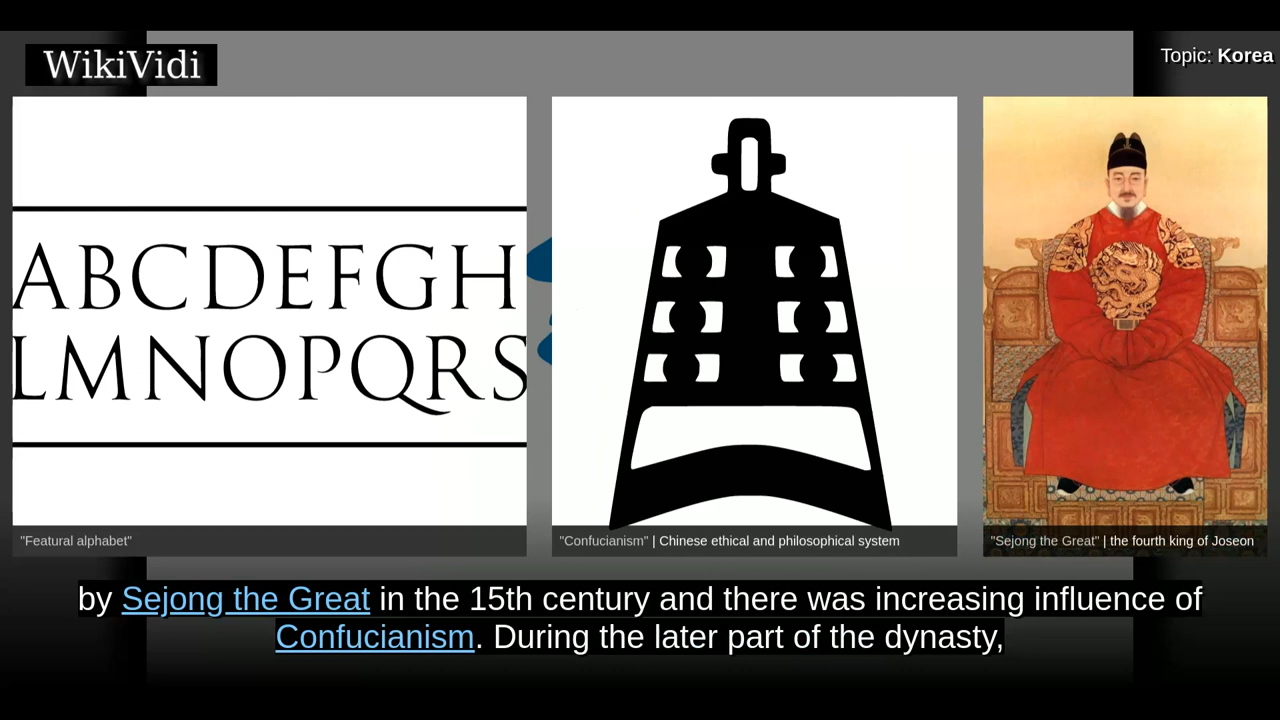 WikiVidi
Topic: Korea
ABCDEFGH
LMNOPQRS
"Featural alphabet"
"Confucianism" | Chinese ethical and philosophical system
"Sejong the Great" | the fourth king of Joseon
by Sejong the Great in the 15th century and there was increasing influence of
Confucianism. During the later part of the dynasty,